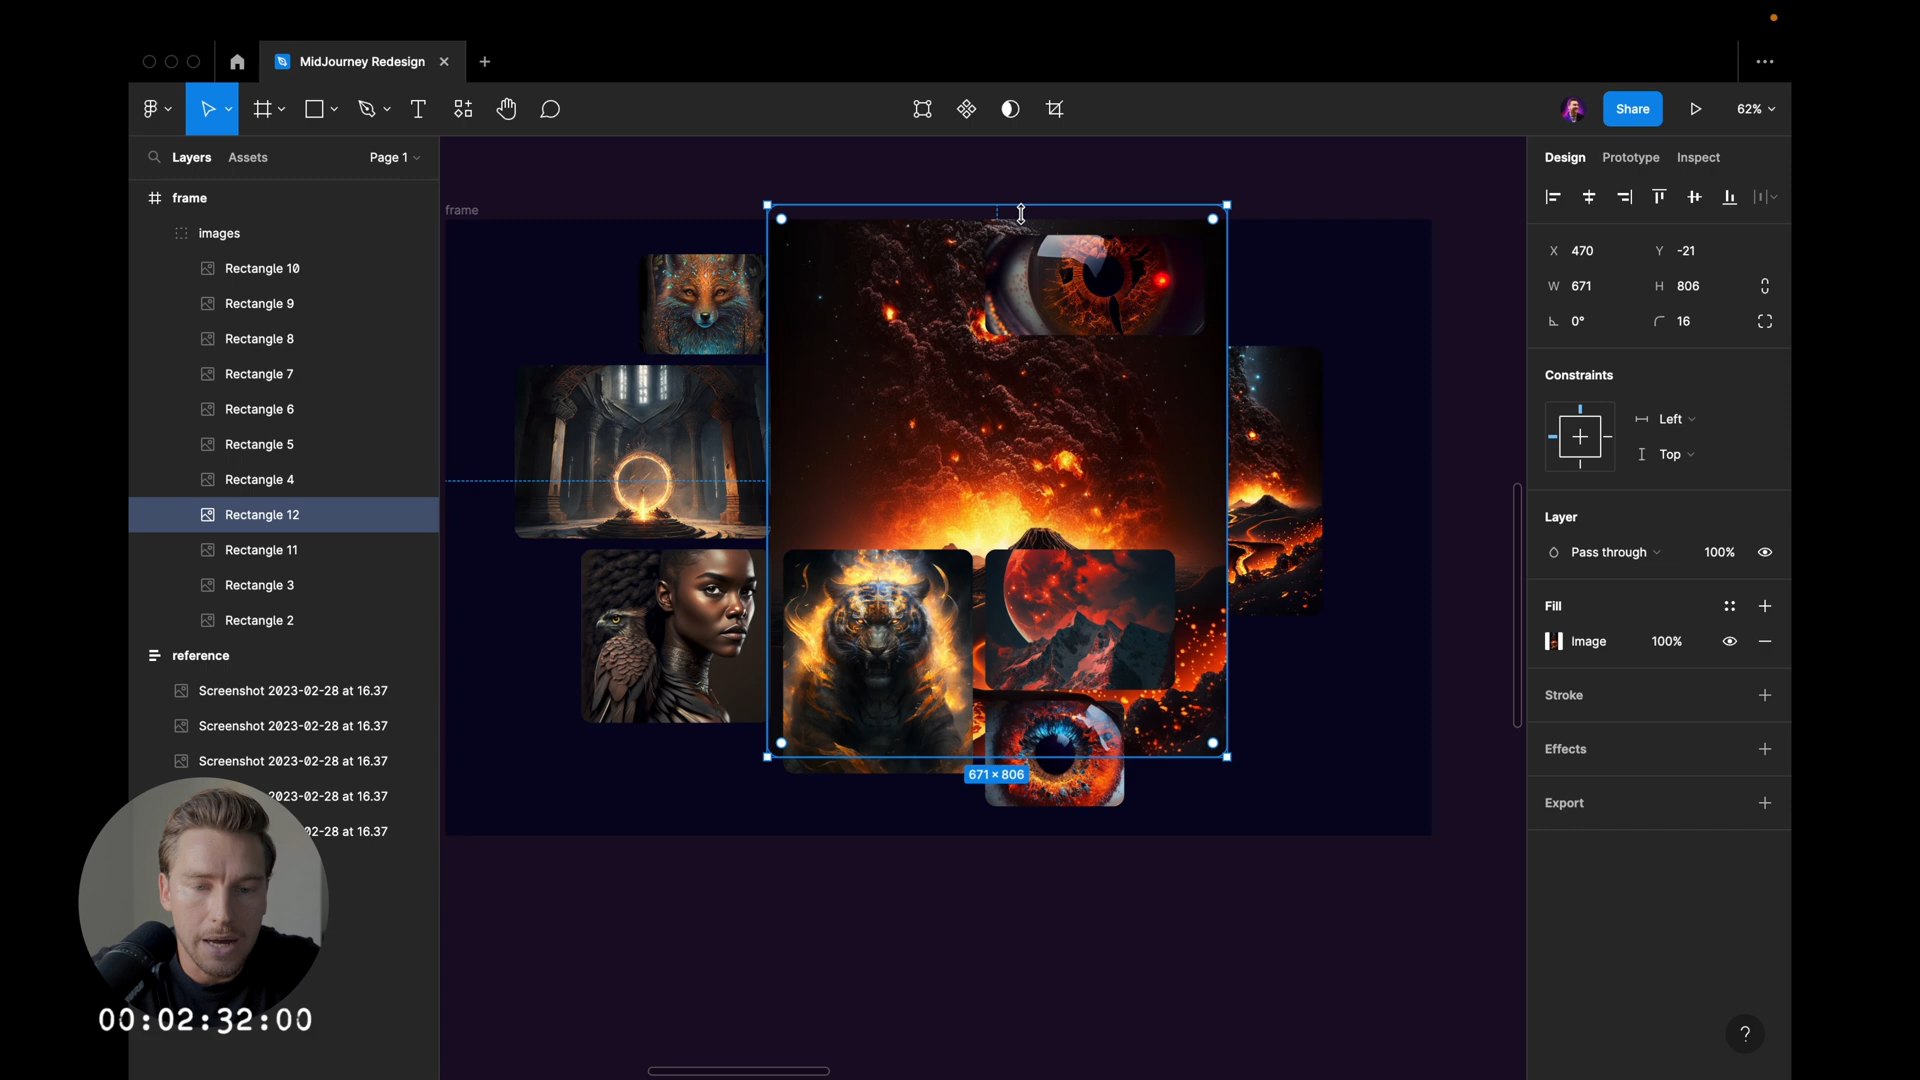 MidJourney Redesign
Share
62%
Layers
Assets
Page 1
Design
Prototype
Inspect
frame
images
Rectangle 10
Rectangle 9
Rectangle 8
Rectangle 7
Rectangle 6
Rectangle 5
Rectangle 4
Rectangle 12
Rectangle 11
Rectangle 3
Rectangle 2
reference
Screenshot 2023-02-28 at 16.37
Screenshot 2023-02-28 at 16.37
Screenshot 2023-02-28 at 16.37
2023-02-28 at 16.37
02-28 at 16.37
00:02:32:00
frame
671 × 806
X 470
Y -21
W 671
H 806
0°
16
Constraints
Left
Top
Layer
Pass through
100%
Fill
Image
100%
Stroke
Effects
Export
?